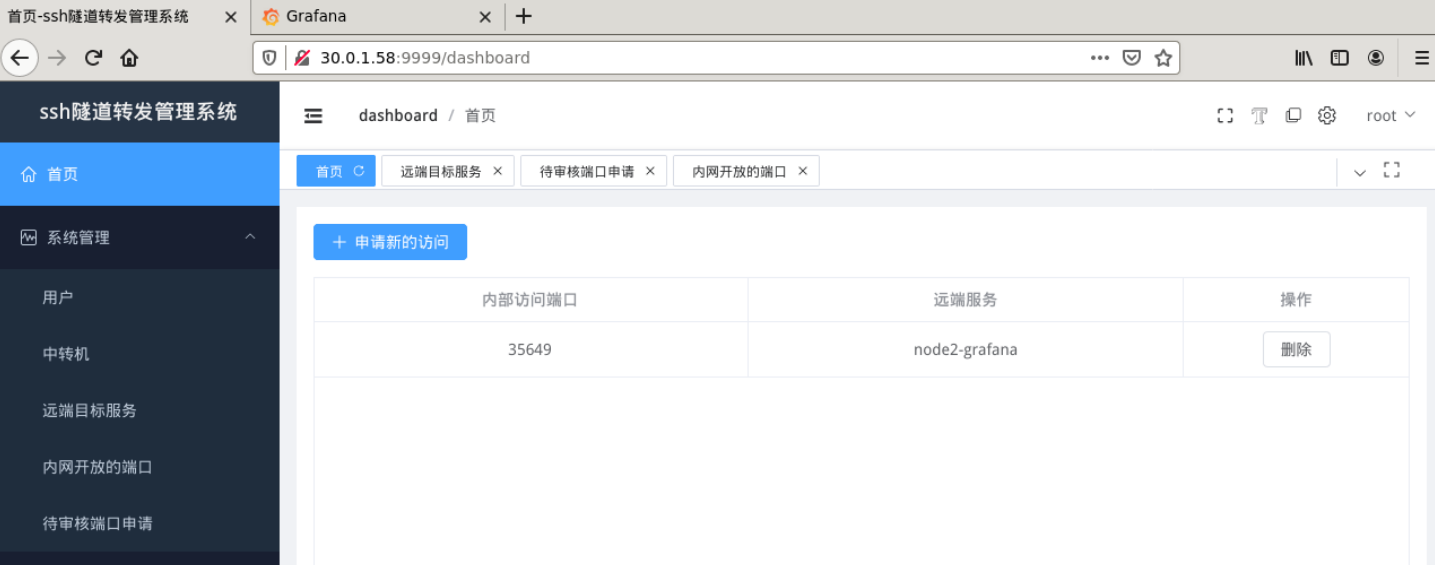 首页-ssh隧道转发管理系统
Grafana
30.0.1.58:9999/dashboard
ssh隧道转发管理系统
dashboard / 首页
root
首页
首页
远端目标服务
待审核端口申请
内网开放的端口
系统管理
申请新的访问
用户
内部访问端口
远端服务
操作
中转机
35649
node2-grafana
删除
远端目标服务
内网开放的端口
待审核端口申请